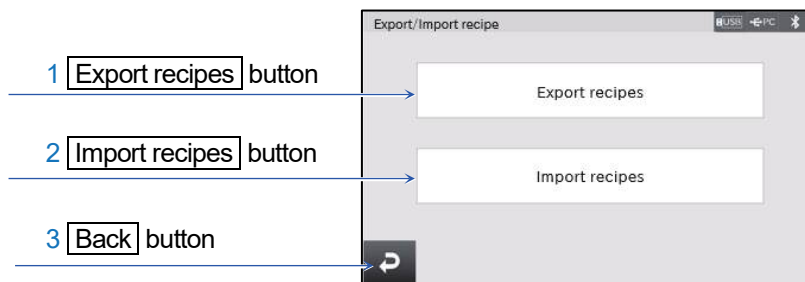 Export/Import recipe
USB PC
1 Export recipes button
Export recipes
2 Import recipes button
Import recipes
3 Back button